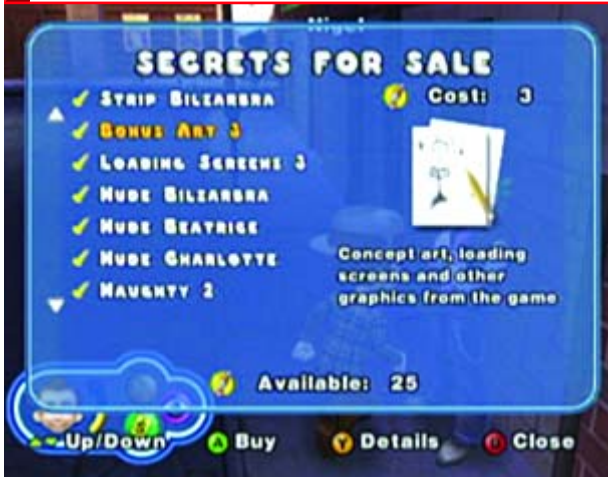 Nigel
SECRETS FOR SALE
STRIP BILZARBRA
Cost: 3
BONUS ART 3
LOADING SCREENS 3
NUDE BILZARBRA
NUDE BEATRICE
NUDE CHARLOTTE
Concept art, loading
screens and other
graphics from the game
NAUGHTY 2
Available: 25
Up/Down
A Buy
Y Details
Close